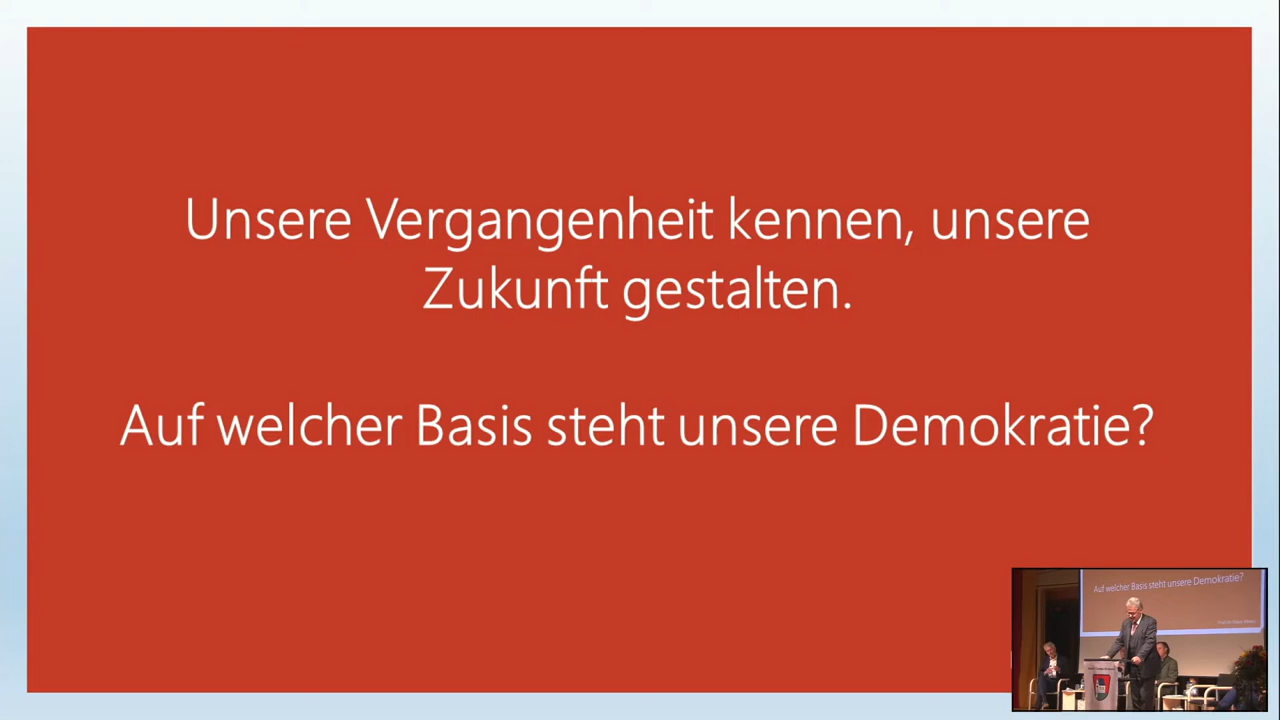 Unsere Vergangenheit kennen, unsere
Zukunft gestalten.
Auf welcher Basis steht unsere Demokratie?
Auf welcher Basis steht unsere Demokratie?